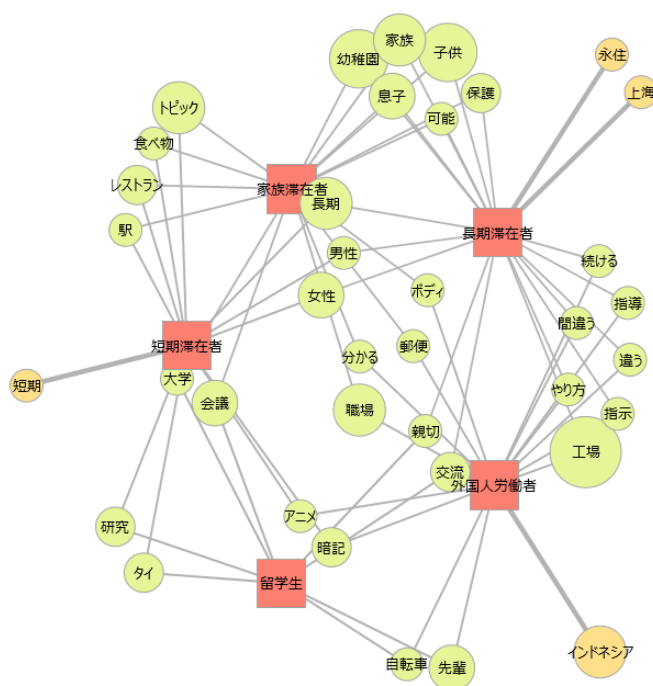 家族
幼稚園
子供
永住
上海
息子
保護
トピック
可能
食べ物
レストラン
家族滞在者
長期
駅
長期滞在者
男性
続ける
女性
ボディ
指導
間違う
短期滞在者
郵便
分かる
違う
短期
大学
会議
やり方
職場
指示
親切
工場
交流
外国人労働者
アニメ
研究
暗記
タイ
留学生
インドネシア
自転車
先輩